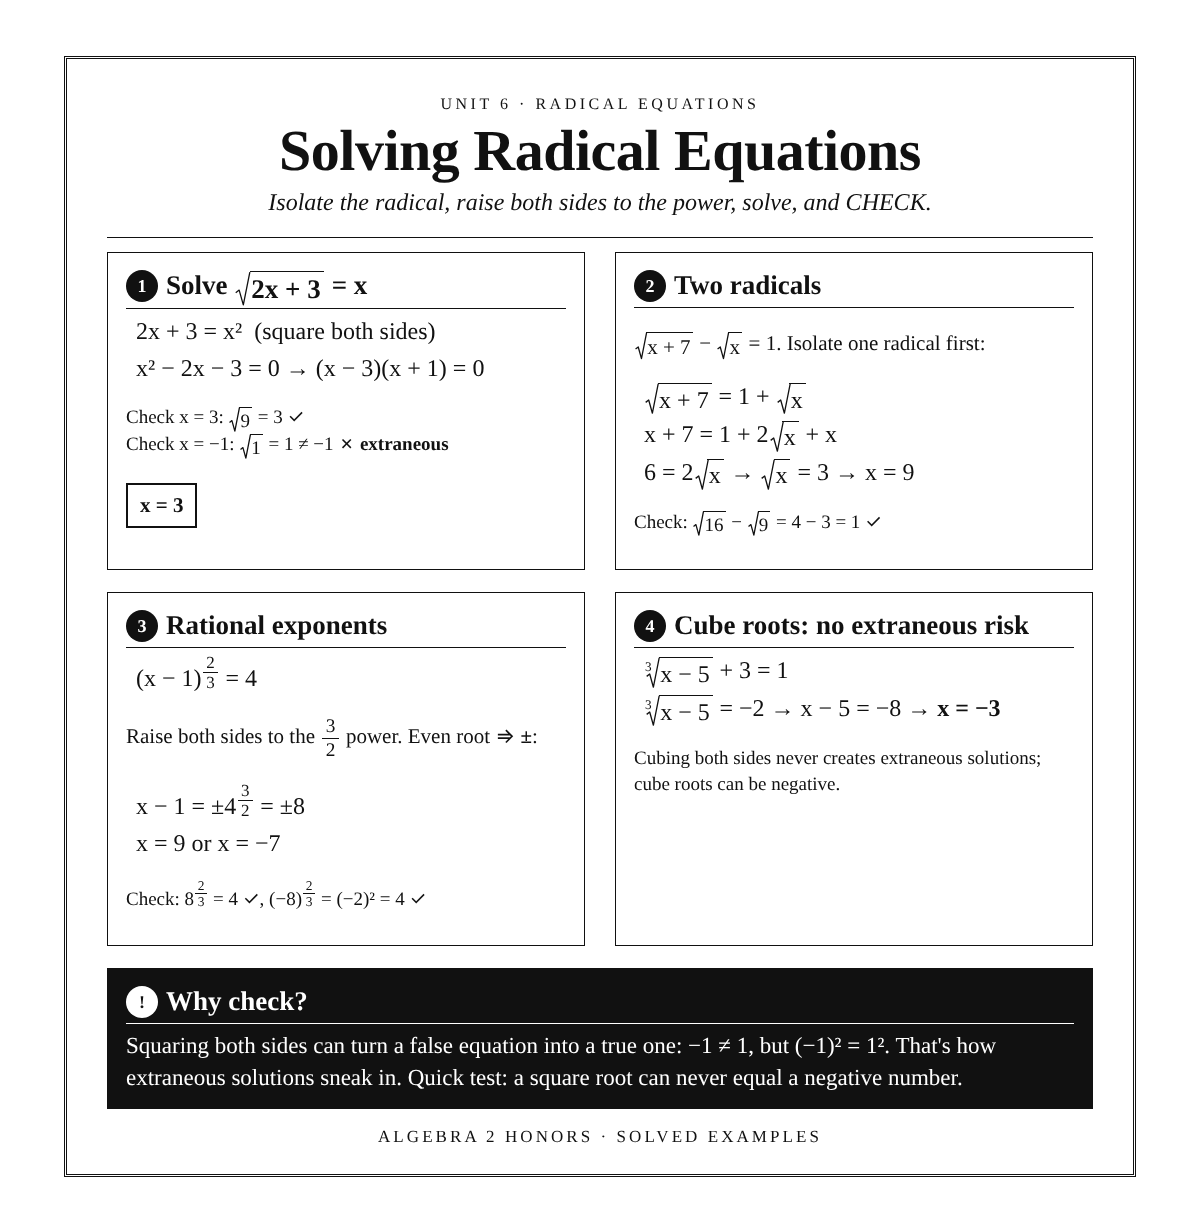 UNIT 6 · RADICAL EQUATIONS
Solving Radical Equations
Isolate the radical, raise both sides to the power, solve, and CHECK.
1 Solve √(2x + 3) = x
2x + 3 = x² (square both sides)
x² − 2x − 3 = 0 → (x − 3)(x + 1) = 0
Check x = 3: √9 = 3 ✓
Check x = −1: √1 = 1 ≠ −1 ✕ extraneous
x = 3
2 Two radicals
√(x + 7) − √x = 1. Isolate one radical first:
√(x + 7) = 1 + √x
x + 7 = 1 + 2√x + x
6 = 2√x → √x = 3 → x = 9
Check: √16 − √9 = 4 − 3 = 1 ✓
3 Rational exponents
(x − 1)^(2/3) = 4
Raise both sides to the 3/2 power. Even root ⇒ ±:
x − 1 = ±4^(3/2) = ±8
x = 9 or x = −7
Check: 8^(2/3) = 4 ✓, (−8)^(2/3) = (−2)² = 4 ✓
4 Cube roots: no extraneous risk
∛(x − 5) + 3 = 1
∛(x − 5) = −2 → x − 5 = −8 → x = −3
Cubing both sides never creates extraneous solutions;
cube roots can be negative.
! Why check?
Squaring both sides can turn a false equation into a true one: −1 ≠ 1, but (−1)² = 1². That's how
extraneous solutions sneak in. Quick test: a square root can never equal a negative number.
ALGEBRA 2 HONORS · SOLVED EXAMPLES